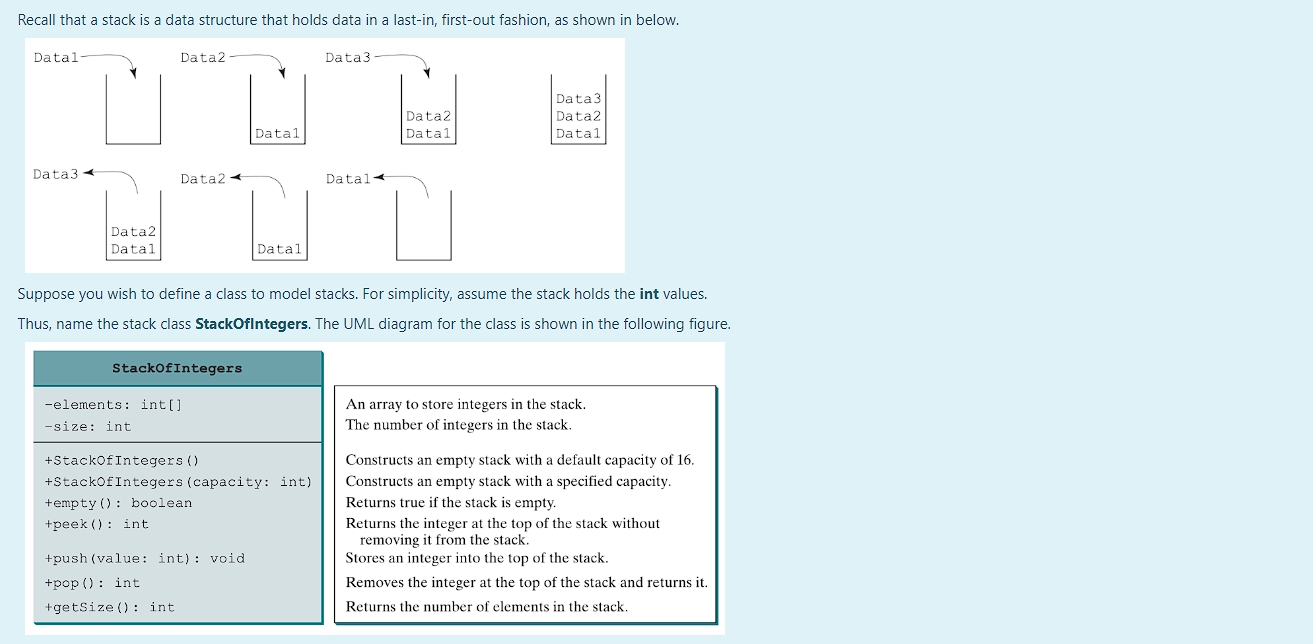 Recall that a stack is a data structure that holds data in a last-in, first-out fashion, as shown in below.
Data1 Data2 Data3
Data3
Data2 Data2
Data1 Data1 Data1
Data3 Data2 Data1
Data2
Data1 Data1
Suppose you wish to define a class to model stacks. For simplicity, assume the stack holds the int values.
Thus, name the stack class StackOfIntegers. The UML diagram for the class is shown in the following figure.
StackOfIntegers
-elements: int[] An array to store integers in the stack.
-size: int The number of integers in the stack.
+StackOfIntegers() Constructs an empty stack with a default capacity of 16.
+StackOfIntegers(capacity: int) Constructs an empty stack with a specified capacity.
+empty(): boolean Returns true if the stack is empty.
+peek(): int Returns the integer at the top of the stack without
removing it from the stack.
+push(value: int): void Stores an integer into the top of the stack.
+pop(): int Removes the integer at the top of the stack and returns it.
+getSize(): int Returns the number of elements in the stack.